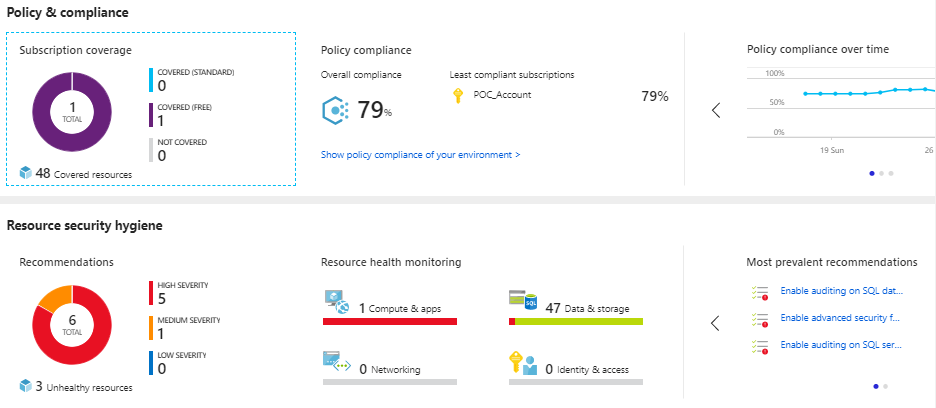 Policy & compliance
Subscription coverage
1
TOTAL
COVERED (STANDARD)
0
COVERED (FREE)
1
NOT COVERED
0
48 Covered resources
Policy compliance
Overall compliance
79%
Least compliant subscriptions
POC_Account
79%
Show policy compliance of your environment >
Policy compliance over time
100%
50%
0%
19 Sun
26
Resource security hygiene
Recommendations
6
TOTAL
HIGH SEVERITY
5
MEDIUM SEVERITY
1
LOW SEVERITY
0
3 Unhealthy resources
Resource health monitoring
1 Compute & apps
47 Data & storage
SQL
0 Networking
0 Identity & access
Most prevalent recommendations
Enable auditing on SQL dat...
Enable advanced security f...
Enable auditing on SQL ser...